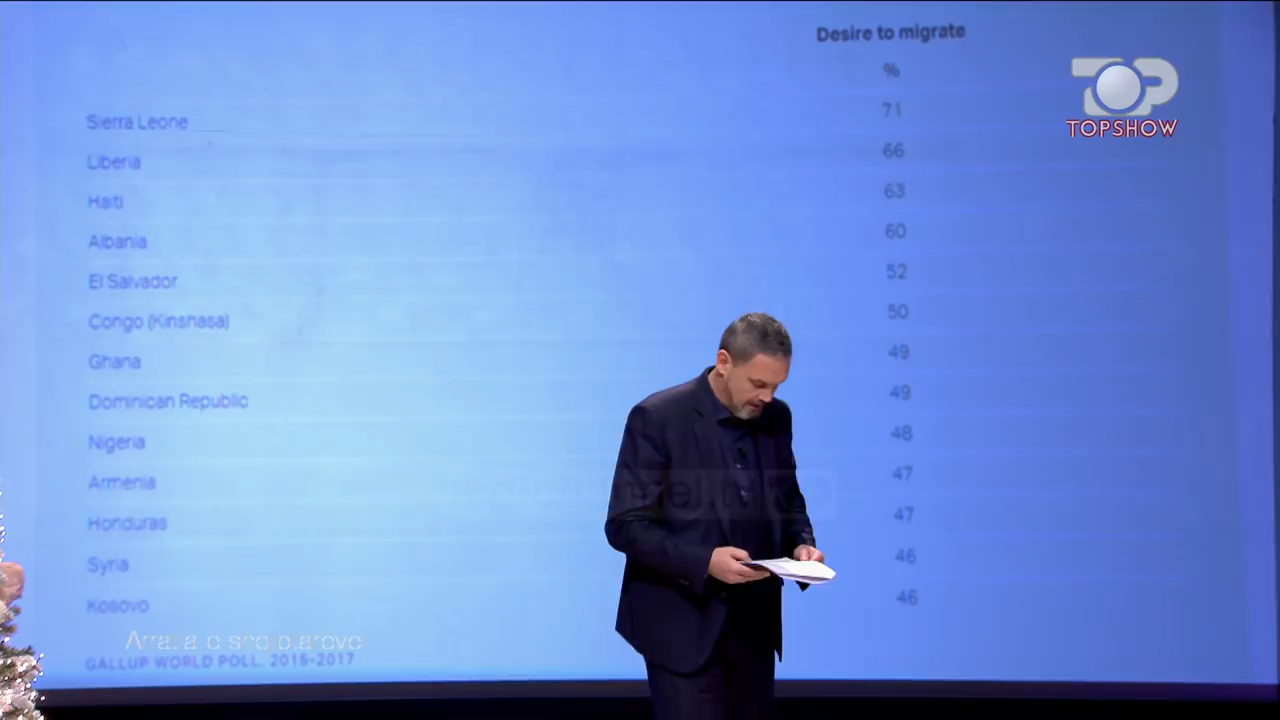 Desire to migrate
%
Sierra Leone 71
Liberia 66
Haiti 63
Albania 60
El Salvador 52
Congo (Kinshasa) 50
Ghana 49
Dominican Republic 49
Nigeria 48
Armenia 47
Honduras 47
Syria 46
Kosovo 46
GALLUP WORLD POLL, 2015-2017
TOP
TOPSHOW